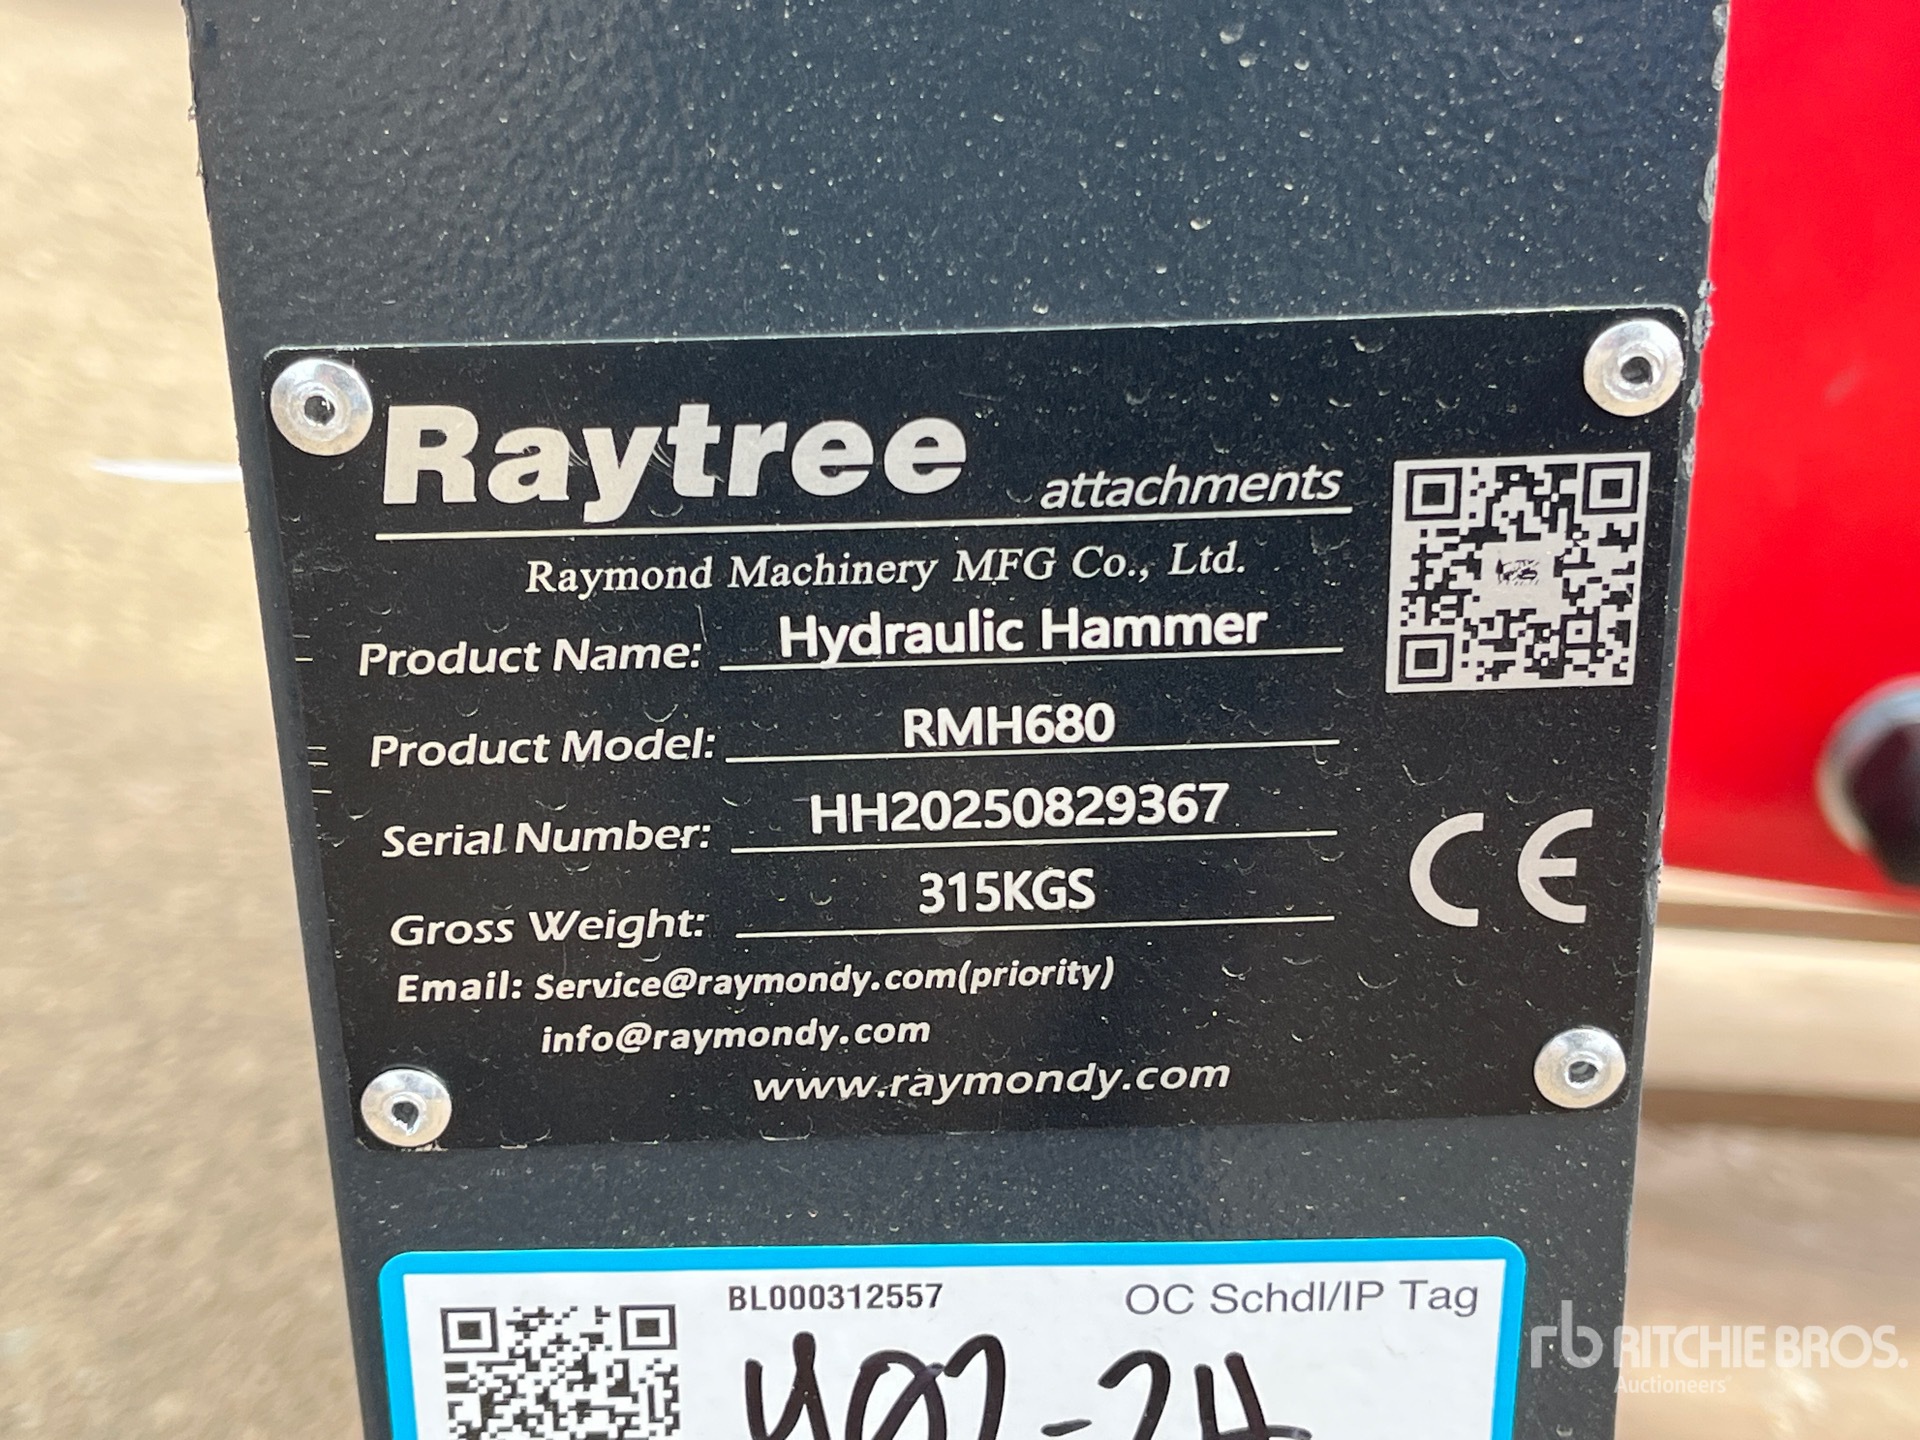 Raytree attachments
Raymond Machinery MFG Co., Ltd.
Product Name: Hydraulic Hammer
Product Model: RMH680
Serial Number: HH20250829367
Gross Weight: 315KGS
CE
Email: Service@raymondy.com(priority)
info@raymondy.com
www.raymondy.com
BL000312557 OC Schdl/IP Tag
rb RITCHIE BROS.
Auctioneers